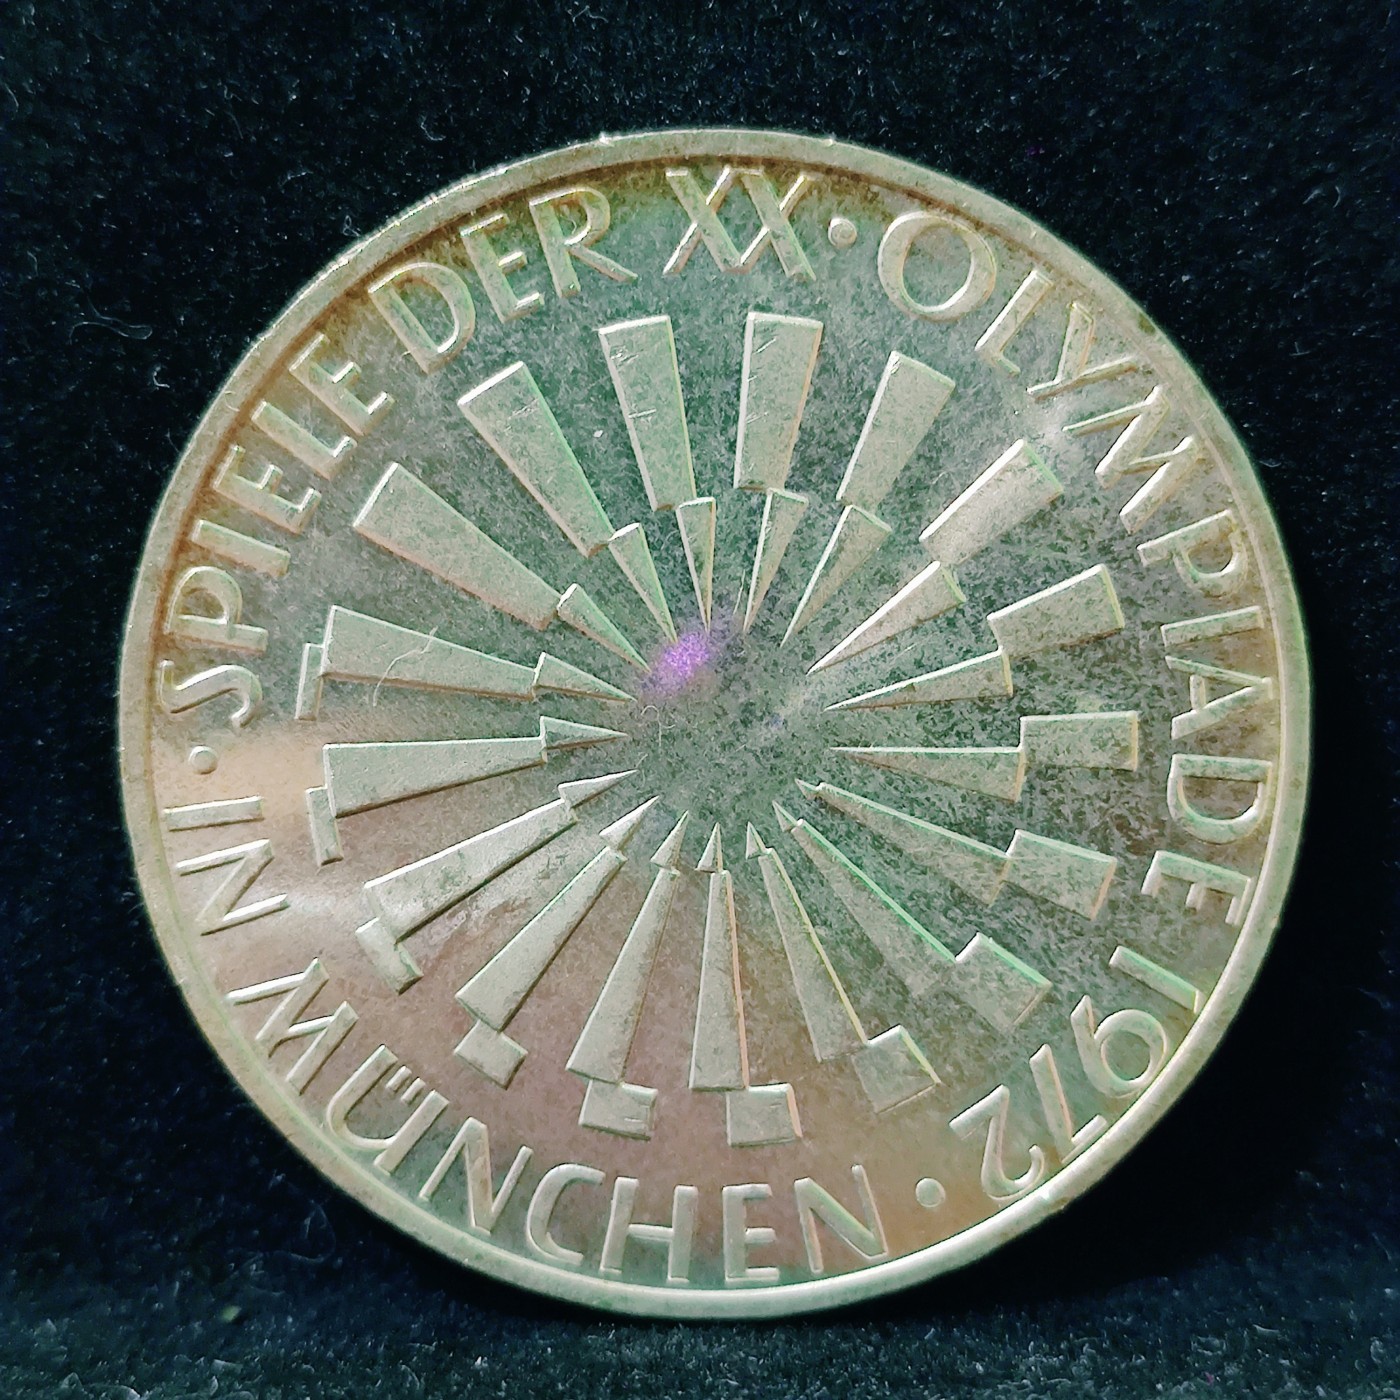 SPIELE DER XX · OLYMPIADE 1972 ·
IN MÜNCHEN ·